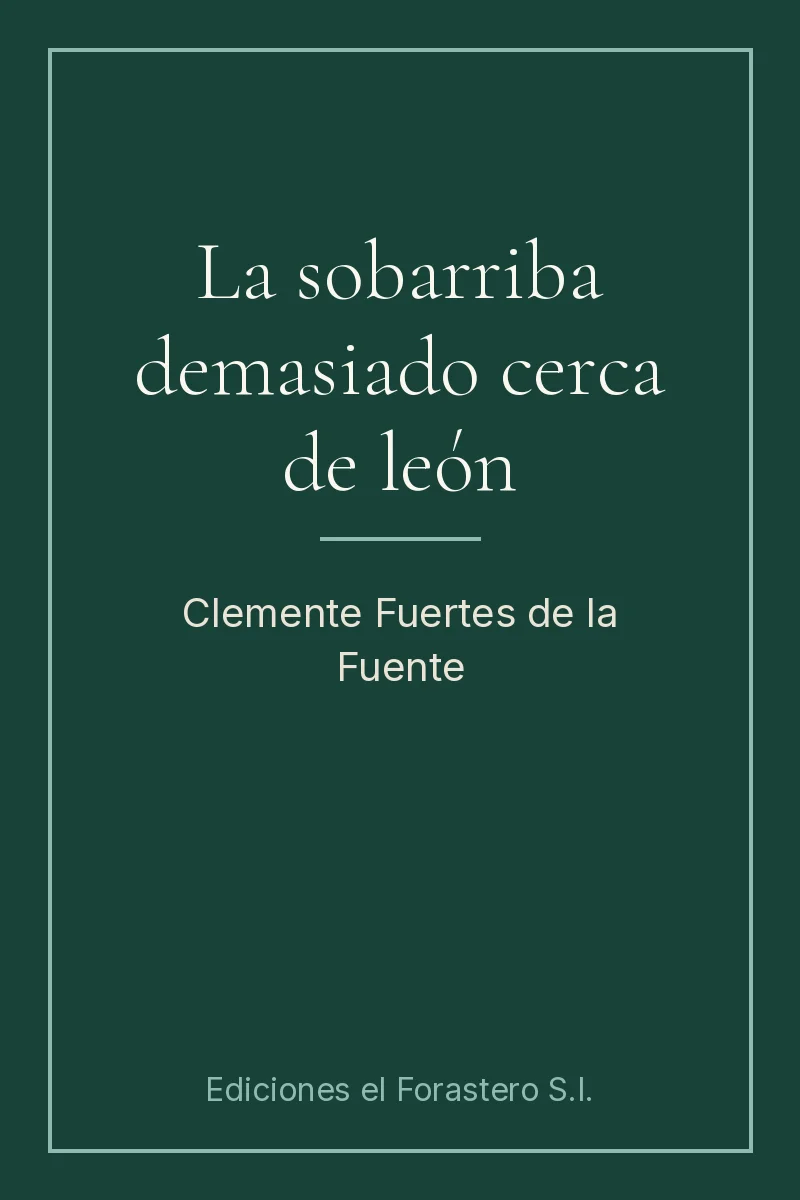 La sobarriba
demasiado cerca
de león
Clemente Fuertes de la
Fuente
Ediciones el Forastero S.l.